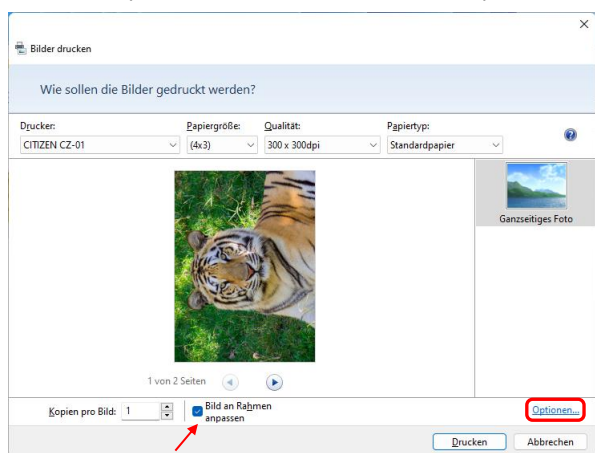 Bilder drucken
Wie sollen die Bilder gedruckt werden?
Drucker: Papiergröße: Qualität: Papiertyp:
CITIZEN CZ-01 (4x3) 300 x 300dpi Standardpapier
Ganzseitiges Foto
1 von 2 Seiten
Kopien pro Bild: 1 Bild an Rahmen
anpassen
Optionen...
Drucken Abbrechen